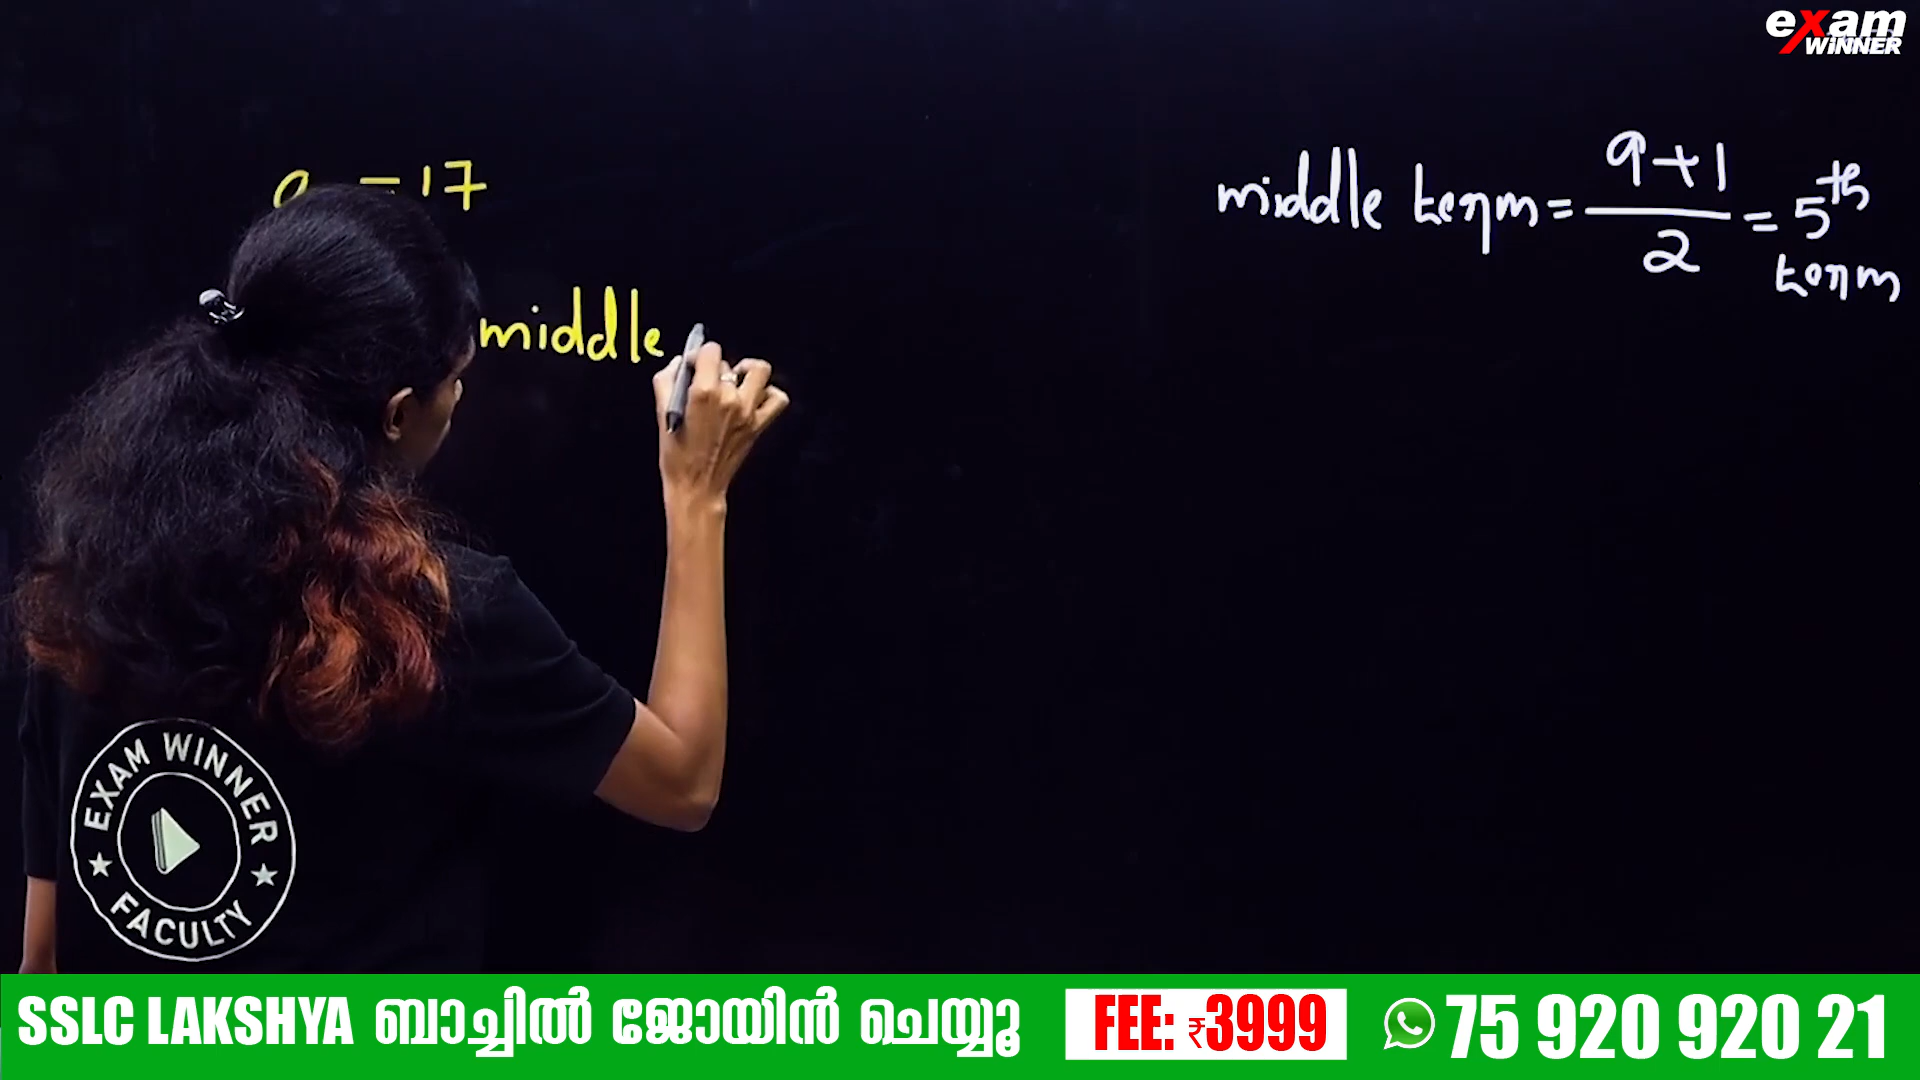 exam
WINNER
9+1
middle term = ―― = 5th
2
term
= 17
middle
EXAM WINNER
FACULTY
SSLC LAKSHYA ബാച്ചിൽ ജോയിൻ ചെയ്യൂ FEE: ₹3999 75 920 920 21